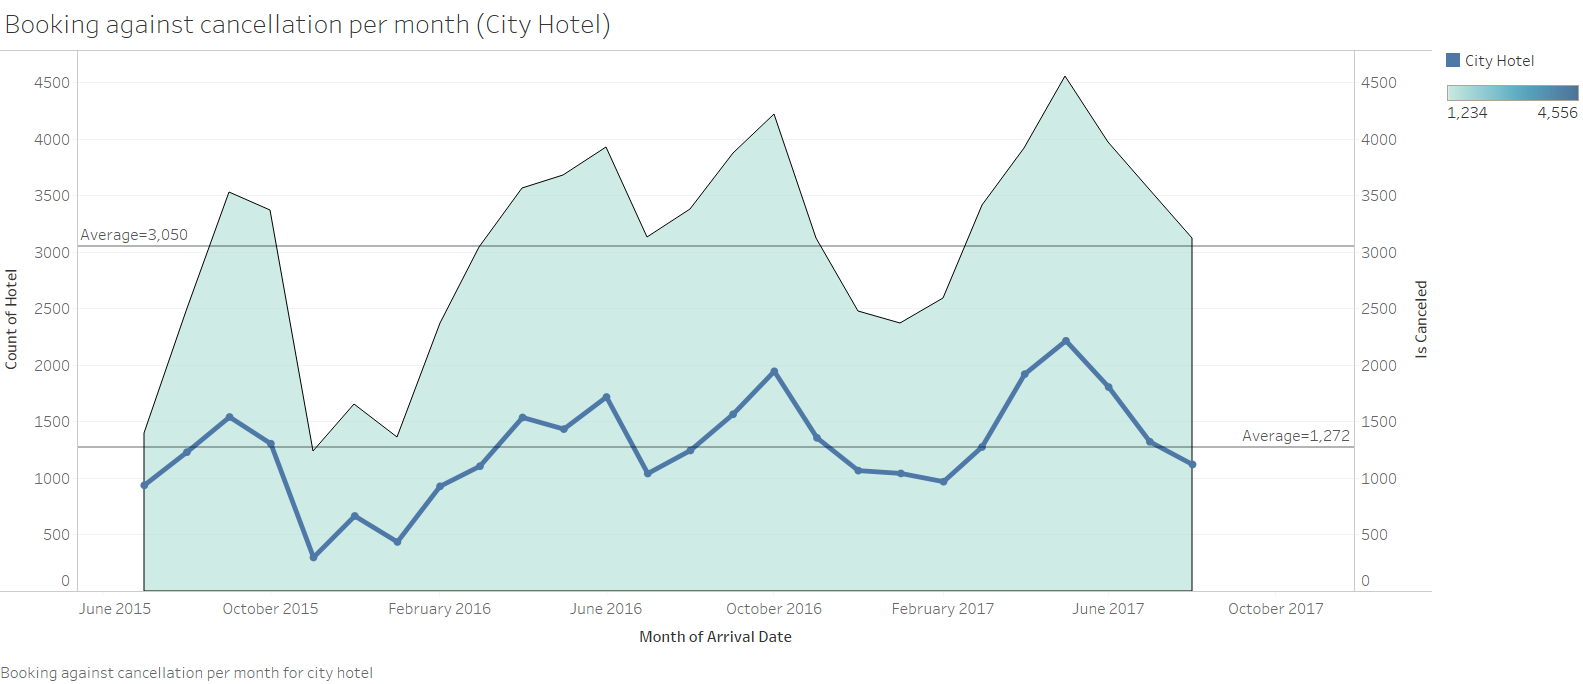 Booking against cancellation per month (City Hotel)
4500
4000
3500
3000
2500
2000
1500
1000
500
0
Count of Hotel
Average=3,050
Average=1,272
4500
4000
3500
3000
2500
2000
1500
1000
500
0
Is Canceled
City Hotel
1,234 4,556
June 2015 October 2015 February 2016 June 2016 October 2016 February 2017 June 2017 October 2017
Month of Arrival Date
Booking against cancellation per month for city hotel